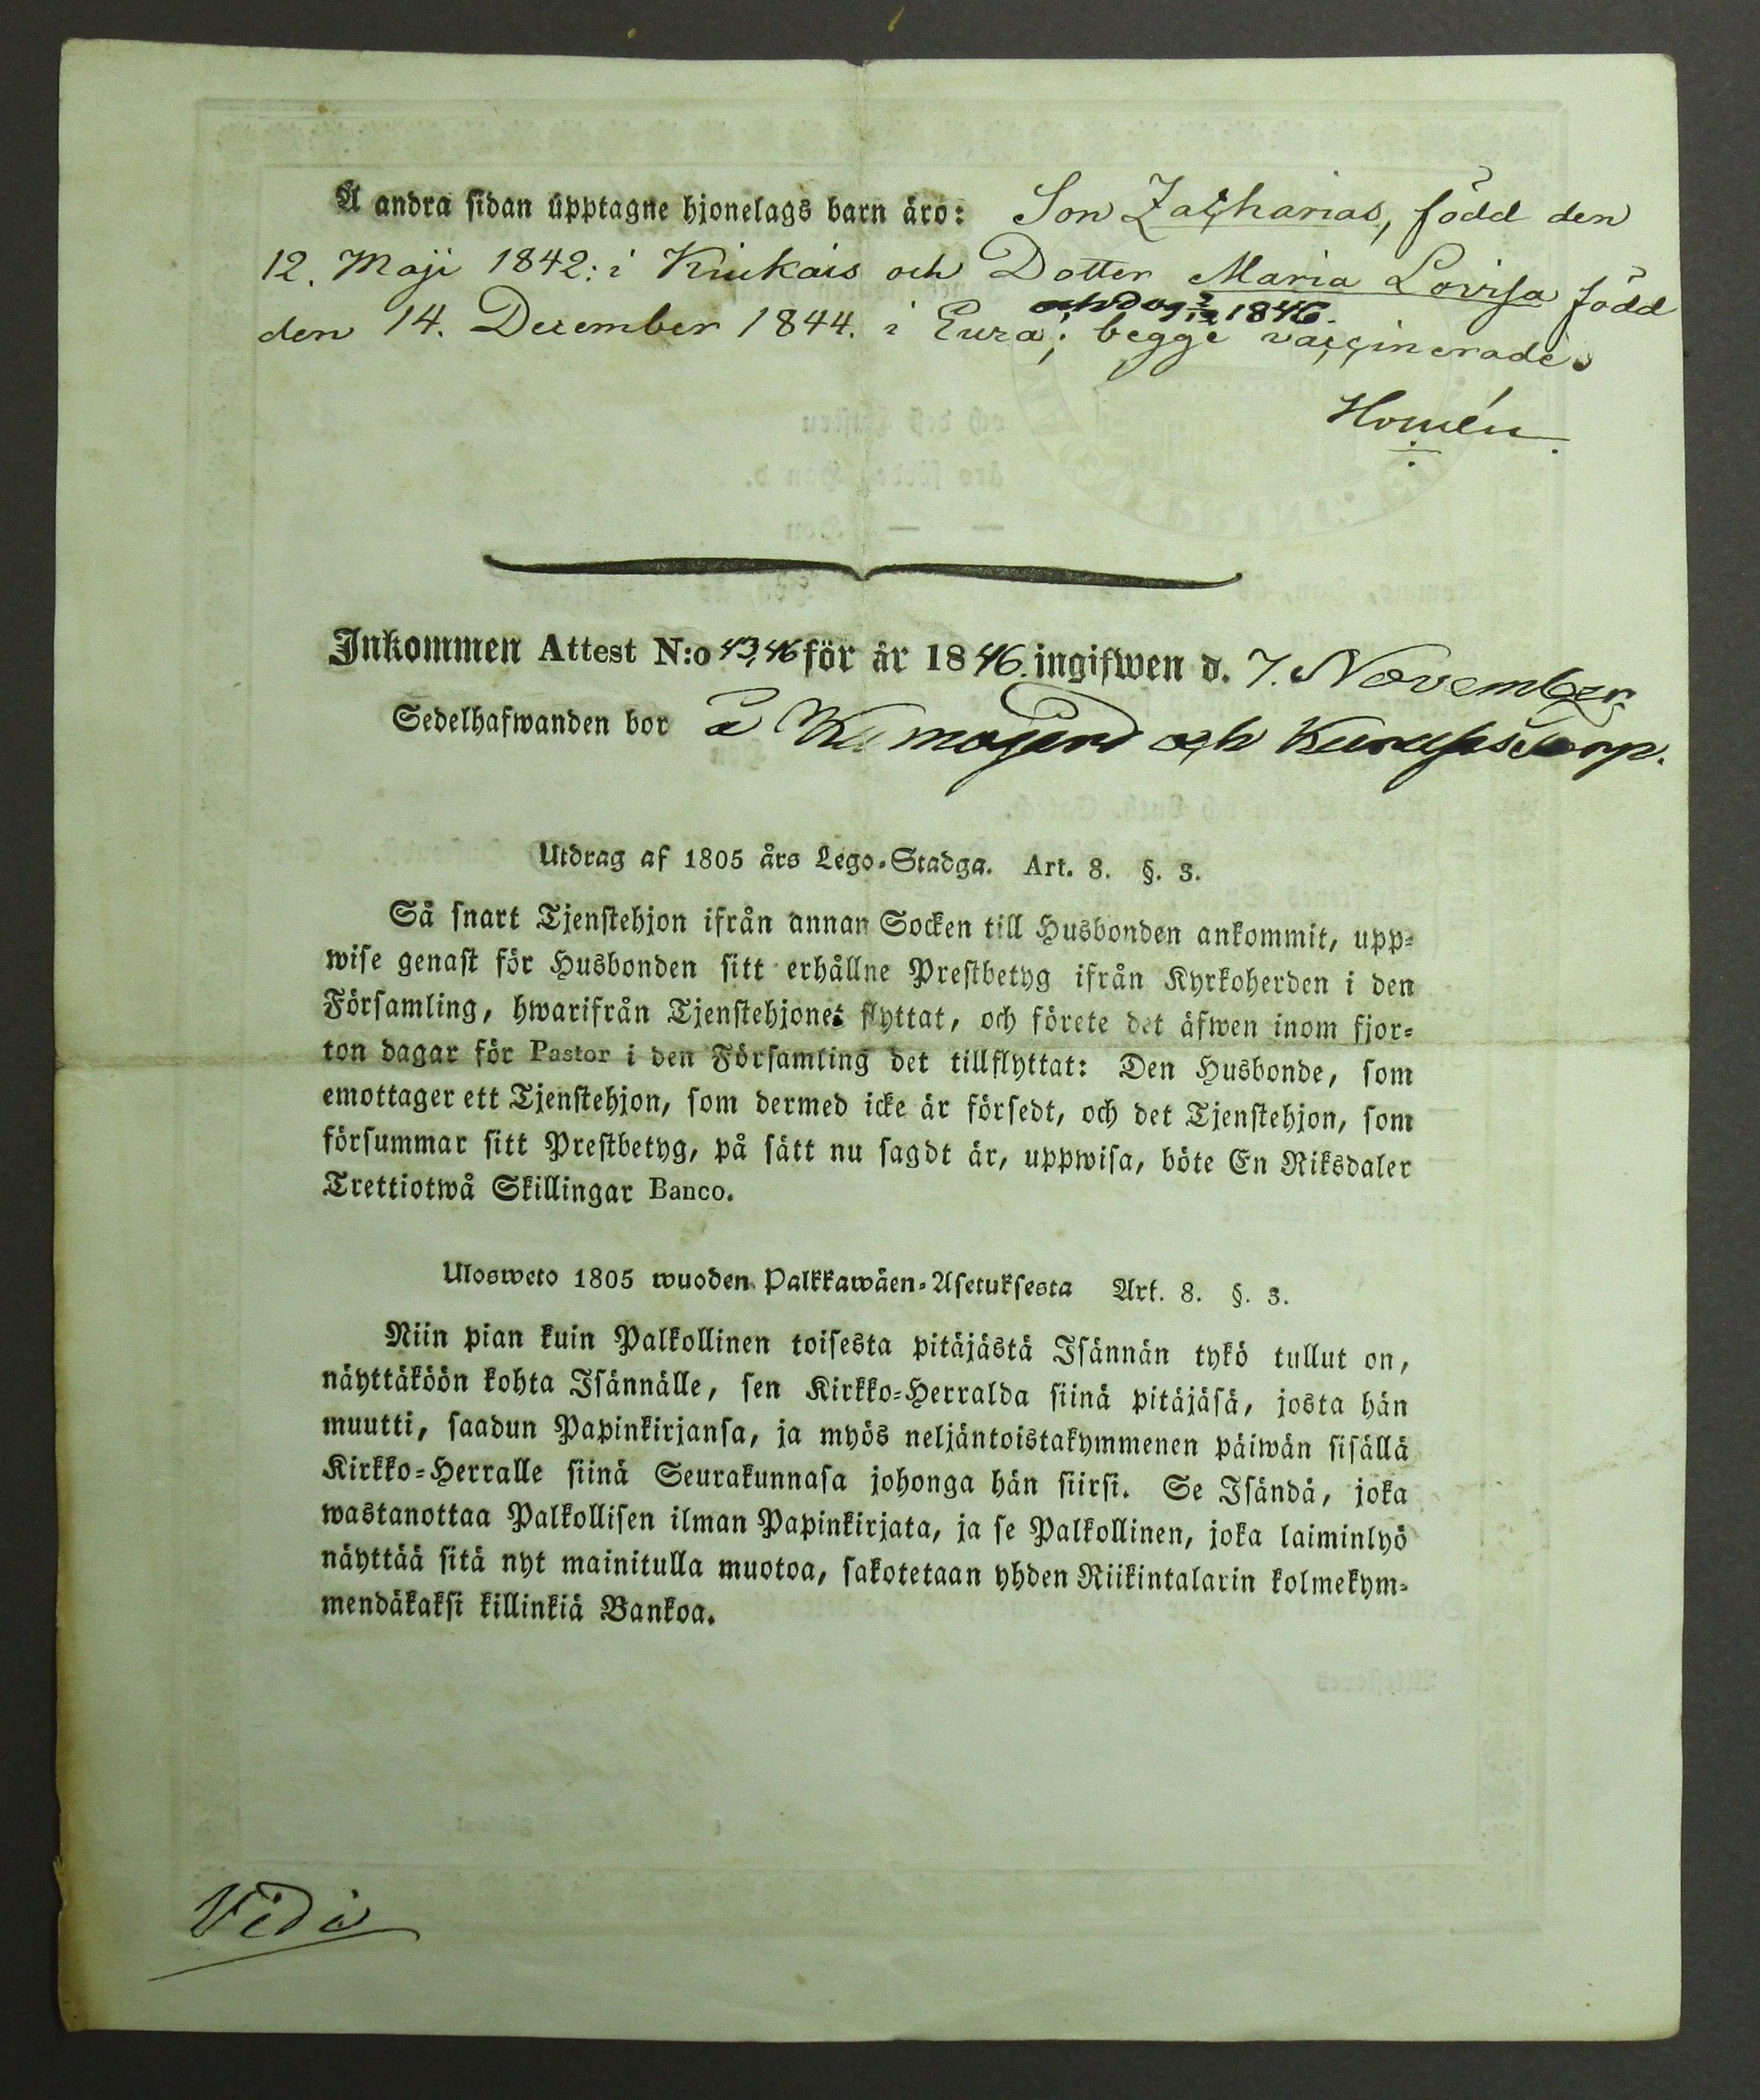 Å andra sidan upptagne hjonelags barn äro: Son Zacharias, född den
12. Maji 1842: i Kiukais och Dotter Maria Lovisa född
och dog 1846.
den 14. December 1844. i Eura; begge vaccinerade.
Homén
Inkommen Attest N:o 43,46 för år 1846. ingifwen d. 7. November
Sedelhafwanden bor å och torp.
Utdrag af 1805 års Lego-Stadga. Art. 8. §. 3.
Så snart Tjenstehjon ifrån annan Socken till Husbonden ankommit, upp-
wise genast för Husbonden sitt erhållne Prestbetyg ifrån Kyrkoherden i den
Församling, hwarifrån Tjenstehjonet flyttat, och förete det äfwen inom fjor-
ton dagar för Pastor i den Församling det tillflyttat: Den Husbonde, som
emottager ett Tjenstehjon, som dermed icke är försedt, och det Tjenstehjon, som
försummar sitt Prestbetyg, på sätt nu sagdt är, uppwisa, böte En Riksdaler
Trettiotwå Skillingar Banco.
Ulosweto 1805 wuoden Palkkawäen-Asetuksesta Art. 8. §. 3.
Niin pian kuin Palkollinen toisesta pitäjästä Isännän tykö tullut on,
näyttäköön kohta Isännälle, sen Kirkko-Herralda siinä pitäjäsä, josta hän
muutti, saadun Papinkirjansa, ja myös neljäntoistakymmenen päiwän sisällä
Kirkko-Herralle siinä Seurakunnasa johonga hän siirsi. Se Isändä, joka
wastanottaa Palkollisen ilman Papinkirjata, ja se Palkollinen, joka laiminlyö
näyttää sitä nyt mainitulla muotoa, sakotetaan yhden Riikintalarin kolmekym-
mendäkaksi killinkiä Bankoa.
Vidi